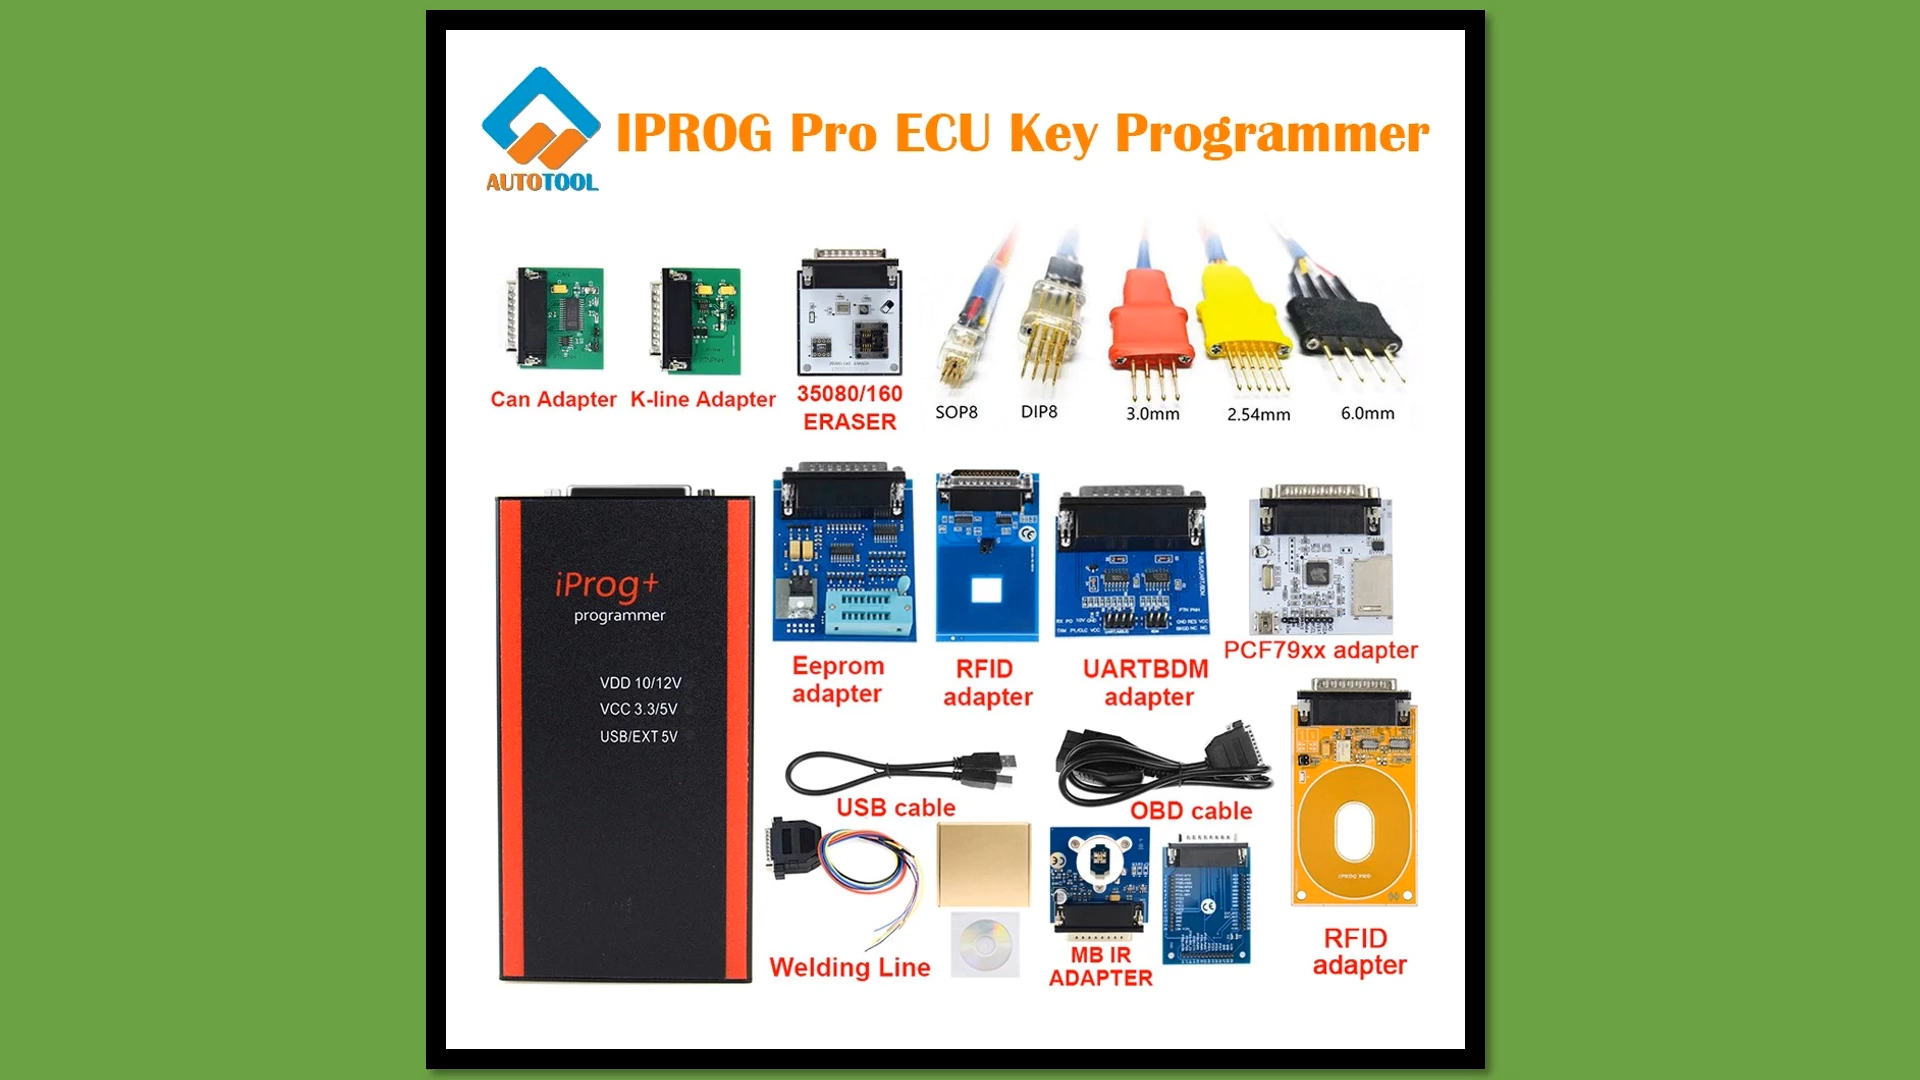 AUTOTOOL
IPROG Pro ECU Key Programmer
Can Adapter
K-line Adapter
35080/160
ERASER
SOP8
DIP8
3.0mm
2.54mm
6.0mm
iProg+
programmer
VDD 10/12V
VCC 3.3/5V
USB/EXT 5V
Eeprom
adapter
RFID
adapter
UARTBDM
adapter
PCF79xx adapter
USB cable
OBD cable
Welding Line
MB IR
ADAPTER
RFID
adapter